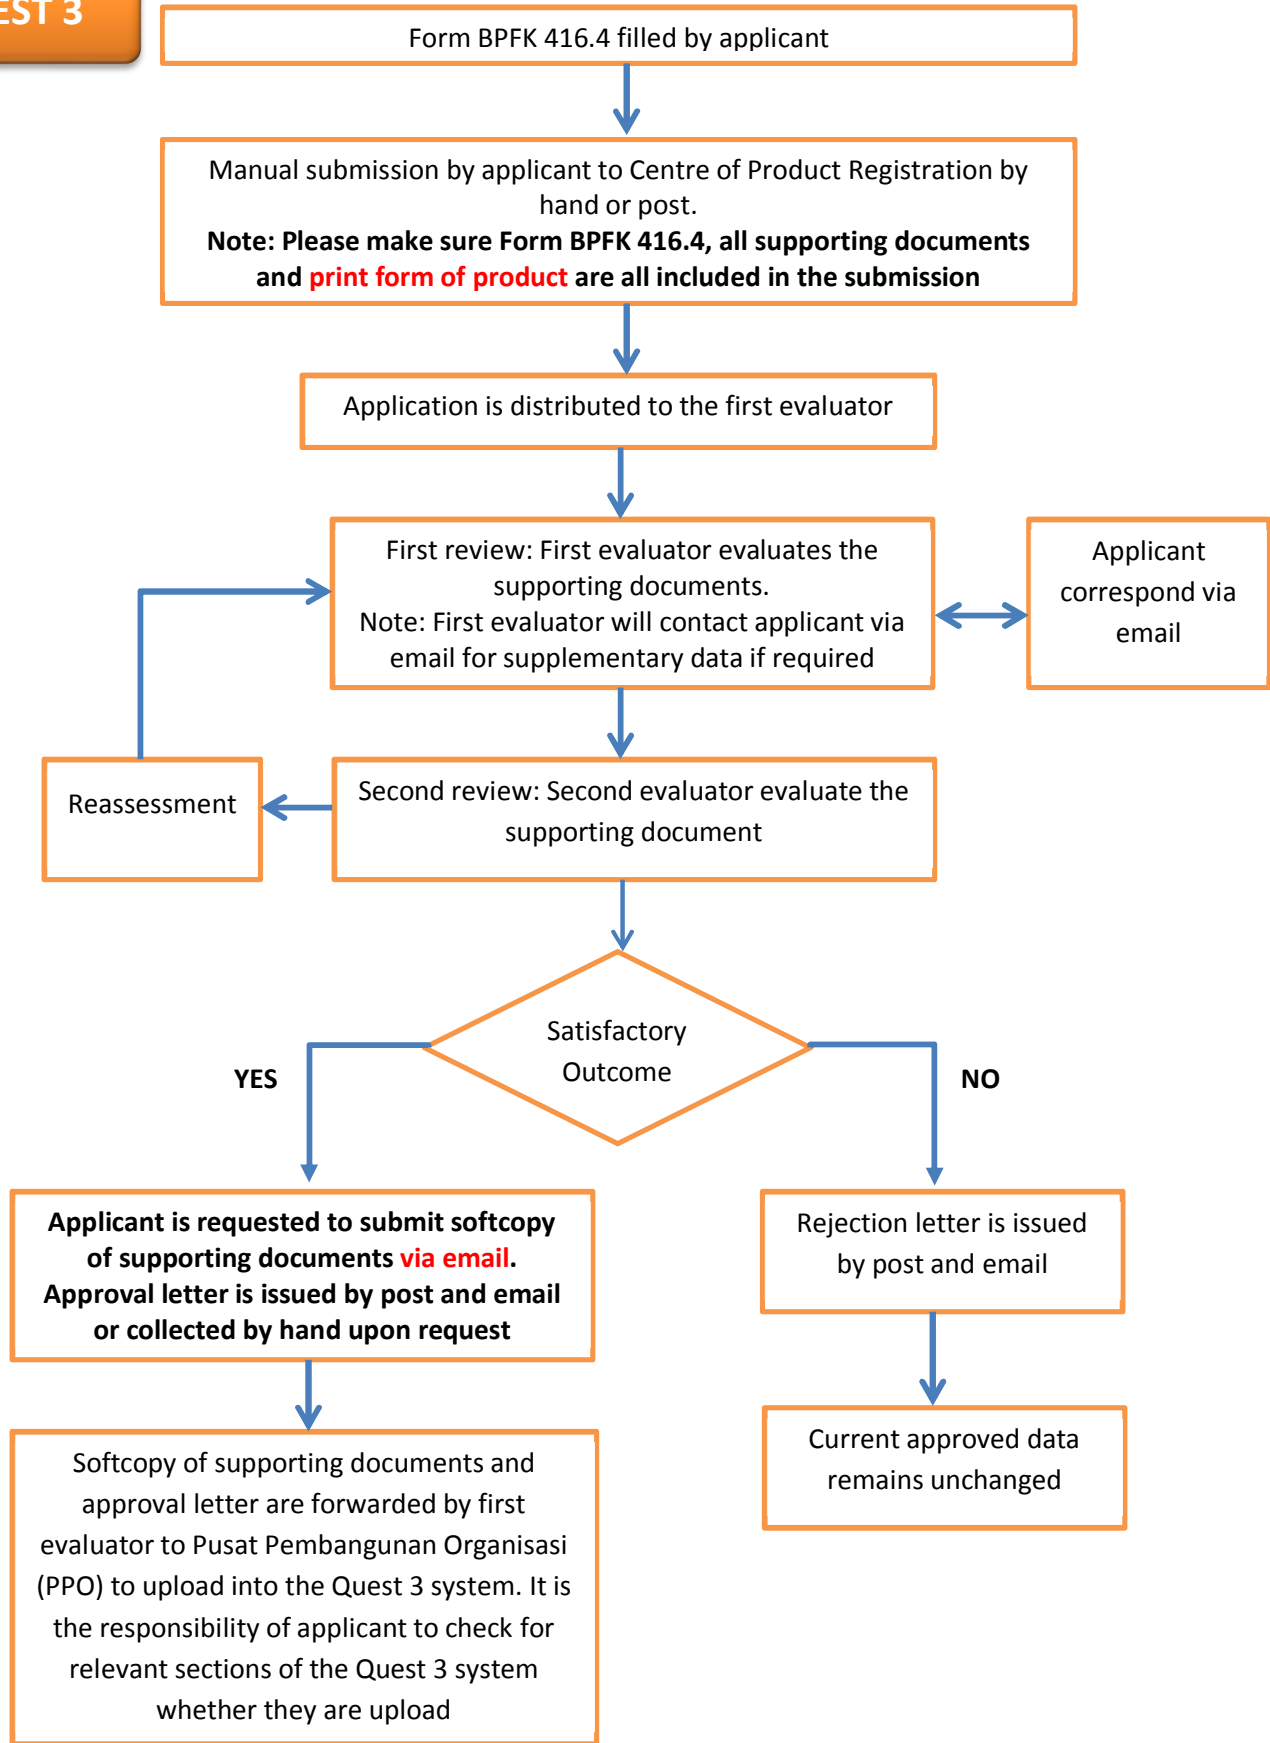 EST 3
Form BPFK 416.4 filled by applicant
Manual submission by applicant to Centre of Product Registration by
hand or post.
Note: Please make sure Form BPFK 416.4, all supporting documents
and print form of product are all included in the submission
Application is distributed to the first evaluator
First review: First evaluator evaluates the
supporting documents.
Note: First evaluator will contact applicant via
email for supplementary data if required
Applicant
correspond via
email
Reassessment
Second review: Second evaluator evaluate the
supporting document
Satisfactory
Outcome
YES
NO
Applicant is requested to submit softcopy
of supporting documents via email.
Approval letter is issued by post and email
or collected by hand upon request
Rejection letter is issued
by post and email
Softcopy of supporting documents and
approval letter are forwarded by first
evaluator to Pusat Pembangunan Organisasi
(PPO) to upload into the Quest 3 system. It is
the responsibility of applicant to check for
relevant sections of the Quest 3 system
whether they are upload
Current approved data
remains unchanged